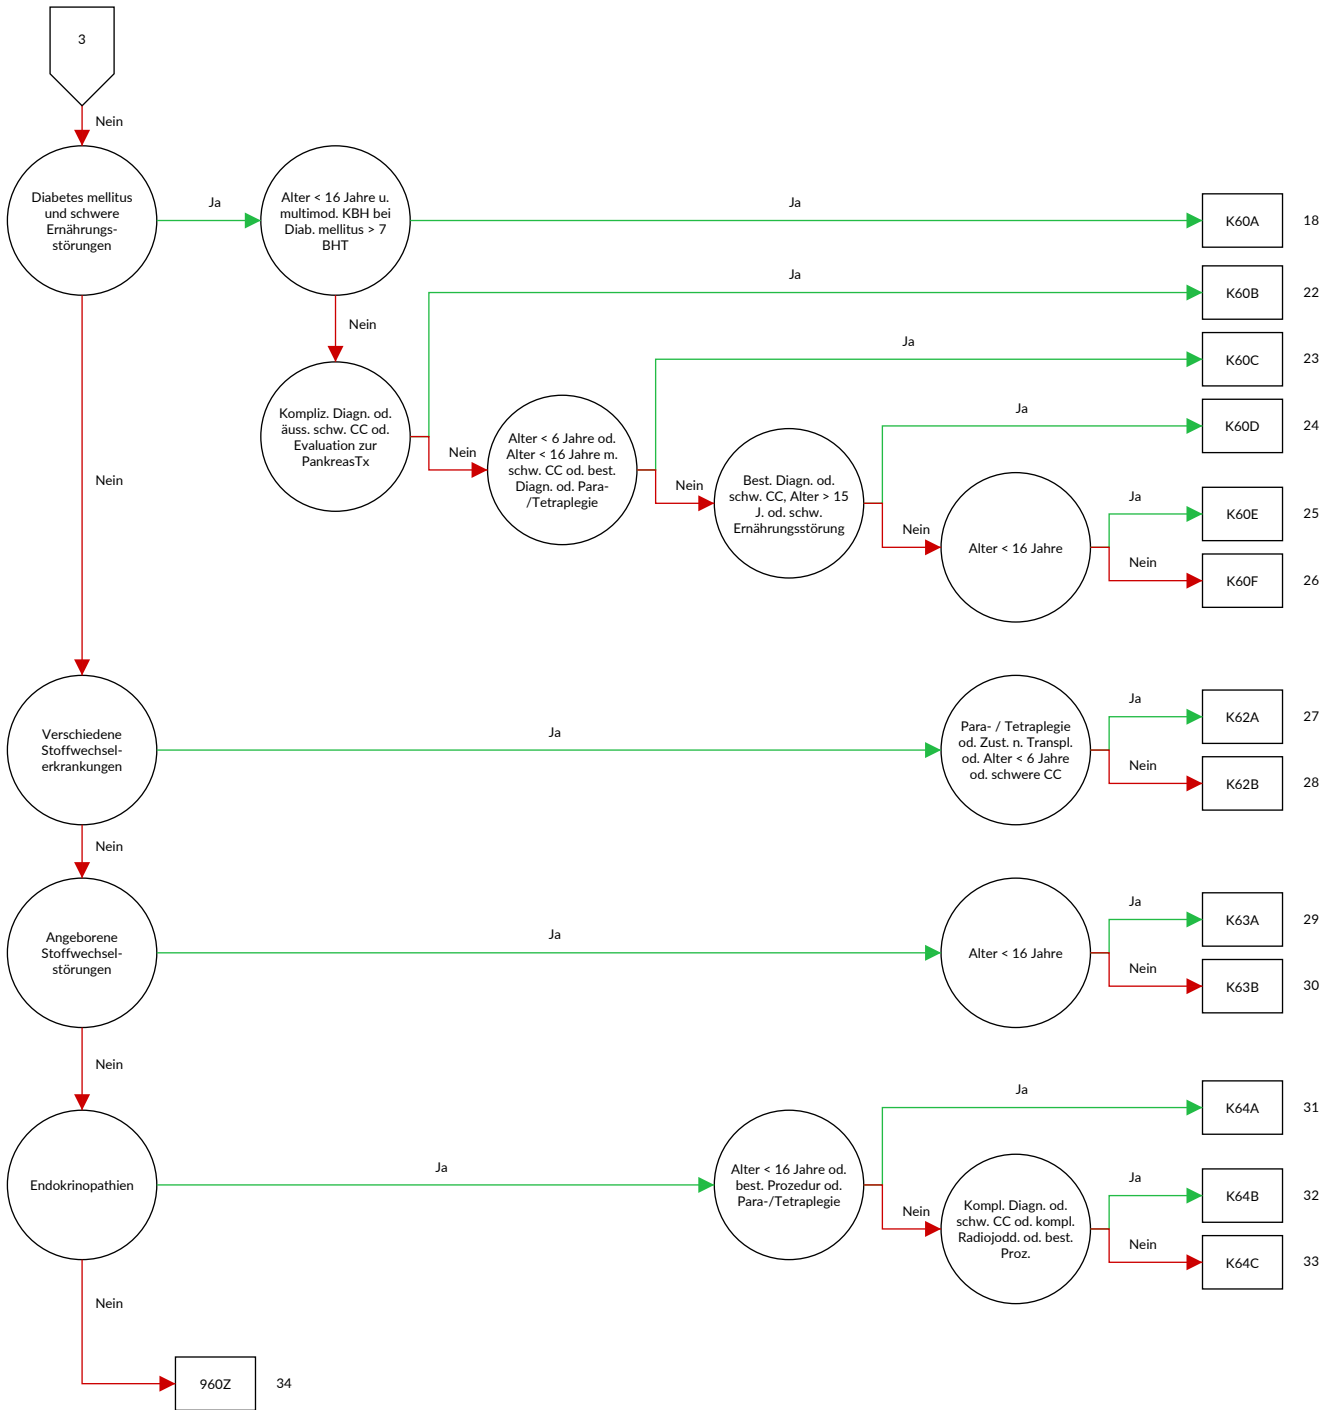 3
Nein
Diabetes mellitus
und schwere
Ernährungs-
störungen
Ja
Alter < 16 Jahre u.
multimod. KBH bei
Diab. mellitus > 7
BHT
Ja
K60A
18
Nein
Ja
K60B
22
Kompliz. Diagn. od.
äuss. schw. CC od.
Evaluation zur
PankreasTx
Nein
Alter < 6 Jahre od.
Alter < 16 Jahre m.
schw. CC od. best.
Diagn. od. Para-
/Tetraplegie
Ja
K60C
23
Nein
Best. Diagn. od.
schw. CC, Alter > 15
J. od. schw.
Ernährungsstörung
Ja
K60D
24
Nein
Alter < 16 Jahre
Ja
K60E
25
Nein
K60F
26
Nein
Verschiedene
Stoffwechsel-
erkrankungen
Ja
Para- / Tetraplegie
od. Zust. n. Transpl.
od. Alter < 6 Jahre
od. schwere CC
Ja
K62A
27
Nein
K62B
28
Nein
Angeborene
Stoffwechsel-
störungen
Ja
Alter < 16 Jahre
Ja
K63A
29
Nein
K63B
30
Nein
Endokrinopathien
Ja
Alter < 16 Jahre od.
best. Prozedur od.
Para-/Tetraplegie
Ja
K64A
31
Nein
Kompl. Diagn. od.
schw. CC od. kompl.
Radiojodd. od. best.
Proz.
Ja
K64B
32
Nein
K64C
33
Nein
960Z
34